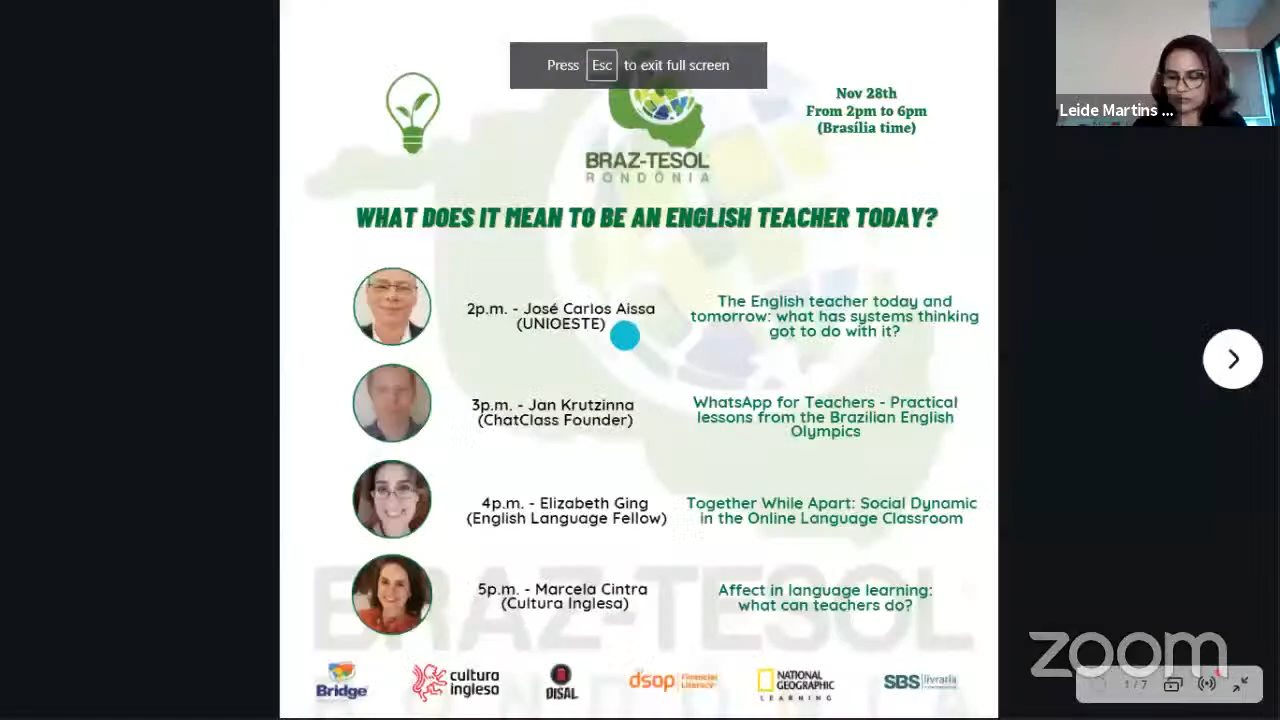 Press Esc to exit full screen
Nov 28th
From 2pm to 6pm
(Brasília time)
Leide Martins ...
BRAZ-TESOL
RONDÔNIA
WHAT DOES IT MEAN TO BE AN ENGLISH TEACHER TODAY?
2p.m. - José Carlos Aissa
(UNIOESTE)
The English teacher today and
tomorrow: what has systems thinking
got to do with it?
3p.m. - Jan Krutzinna
(ChatClass Founder)
WhatsApp for Teachers - Practical
lessons from the Brazilian English
Olympics
4p.m. - Elizabeth Ging
(English Language Fellow)
Together While Apart: Social Dynamic
in the Online Language Classroom
5p.m. - Marcela Cintra
(Cultura Inglesa)
Affect in language learning:
what can teachers do?
BRAZ-TESOL
zoom
Bridge
cultura
inglesa
DISAL
dsop Financial
Literacy
NATIONAL
GEOGRAPHIC
LEARNING
SBS livraria
1/7